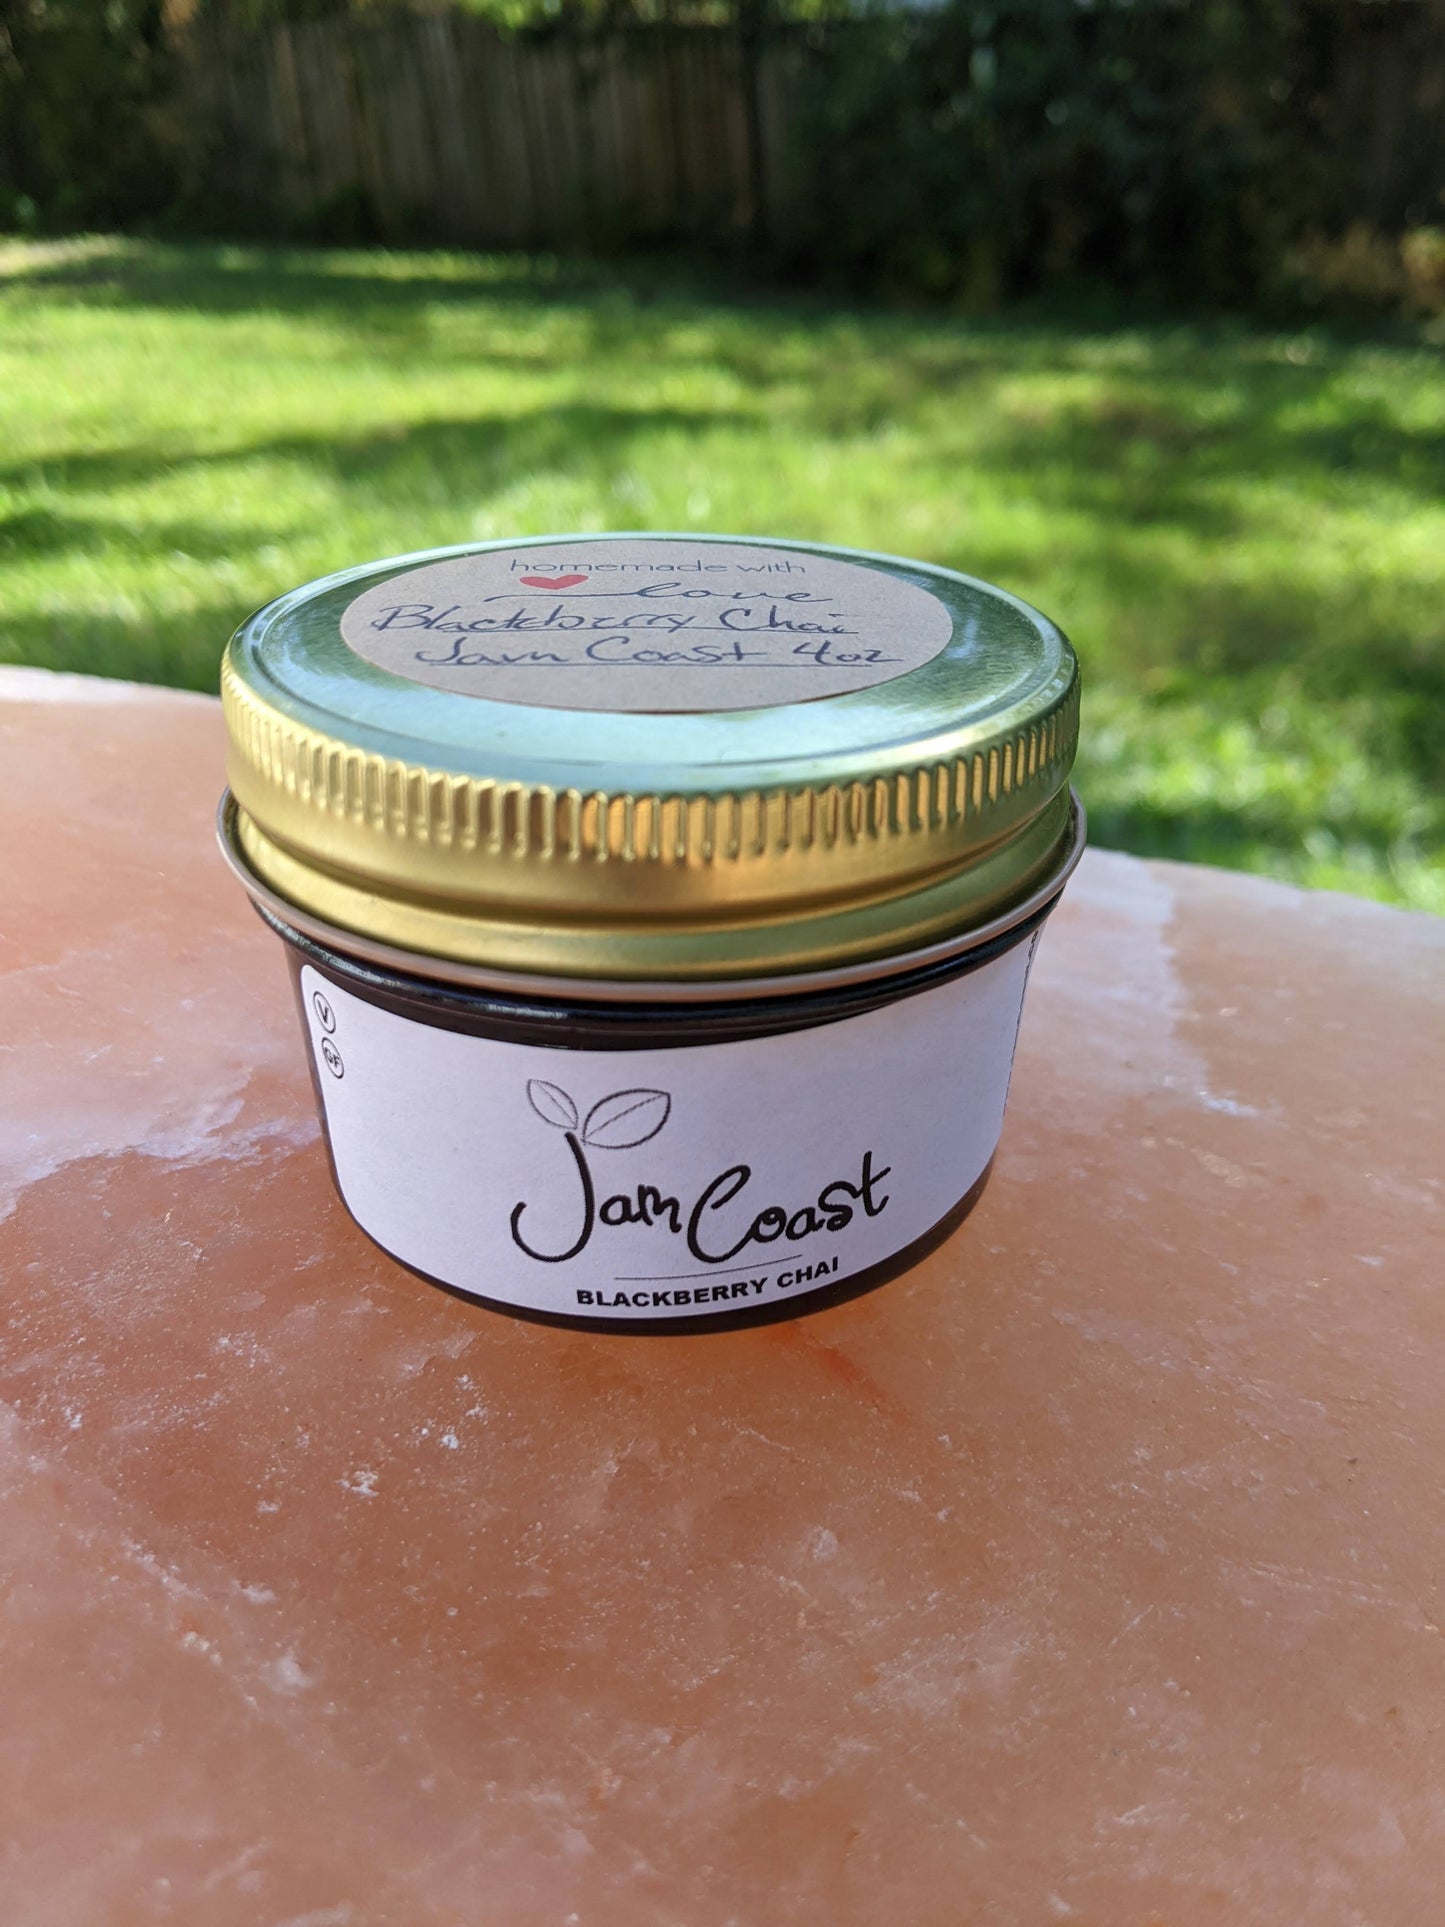 homemade with
love
Blackberry Chai
Jam Coast 4oz
V
GF
Jam Coast
BLACKBERRY CHAI